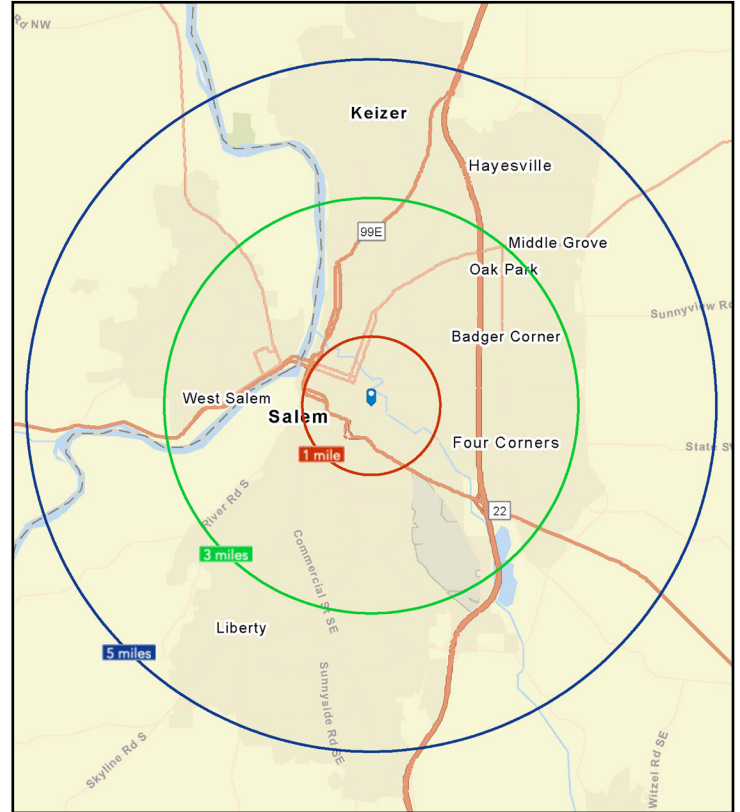 Rd NW
Keizer
Hayesville
99E
Middle Grove
Oak Park
Sunnyview Rd
Badger Corner
West Salem
Salem
Four Corners
State St
1 mile
River Rd S
22
3 miles
Commercial St SE
Liberty
5 miles
Sunnyside Rd SE
Skyline Rd S
Witzel Rd SE